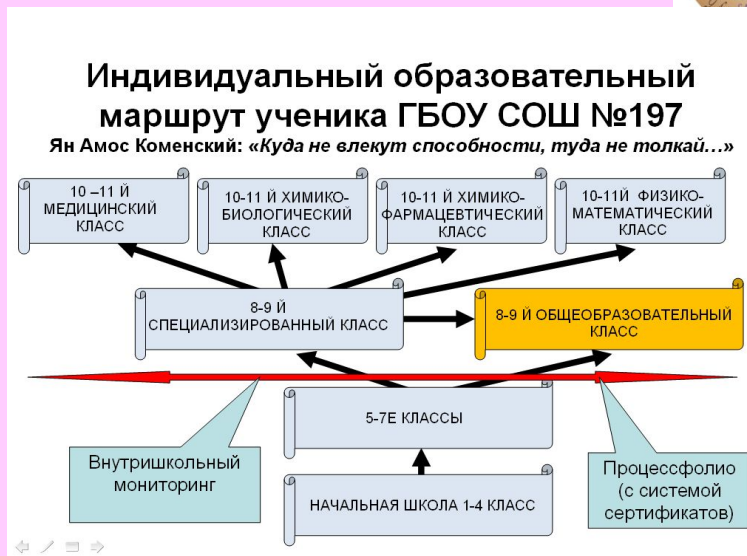 Индивидуальный образовательный
маршрут ученика ГБОУ СОШ №197
Ян Амос Коменский: «Куда не влекут способности, туда не толкай…»
10 –11 Й
МЕДИЦИНСКИЙ
КЛАСС
10-11 Й ХИМИКО-
БИОЛОГИЧЕСКИЙ
КЛАСС
10-11 Й ХИМИКО-
ФАРМАЦЕВТИЧЕСКИЙ
КЛАСС
10-11Й ФИЗИКО-
МАТЕМАТИЧЕСКИЙ
КЛАСС
8-9 Й
СПЕЦИАЛИЗИРОВАННЫЙ КЛАСС
8-9 Й ОБЩЕОБРАЗОВАТЕЛЬНЫЙ
КЛАСС
5-7Е КЛАССЫ
Внутришкольный
мониторинг
Процессфолио
(с системой
сертификатов)
НАЧАЛЬНАЯ ШКОЛА 1-4 КЛАСС